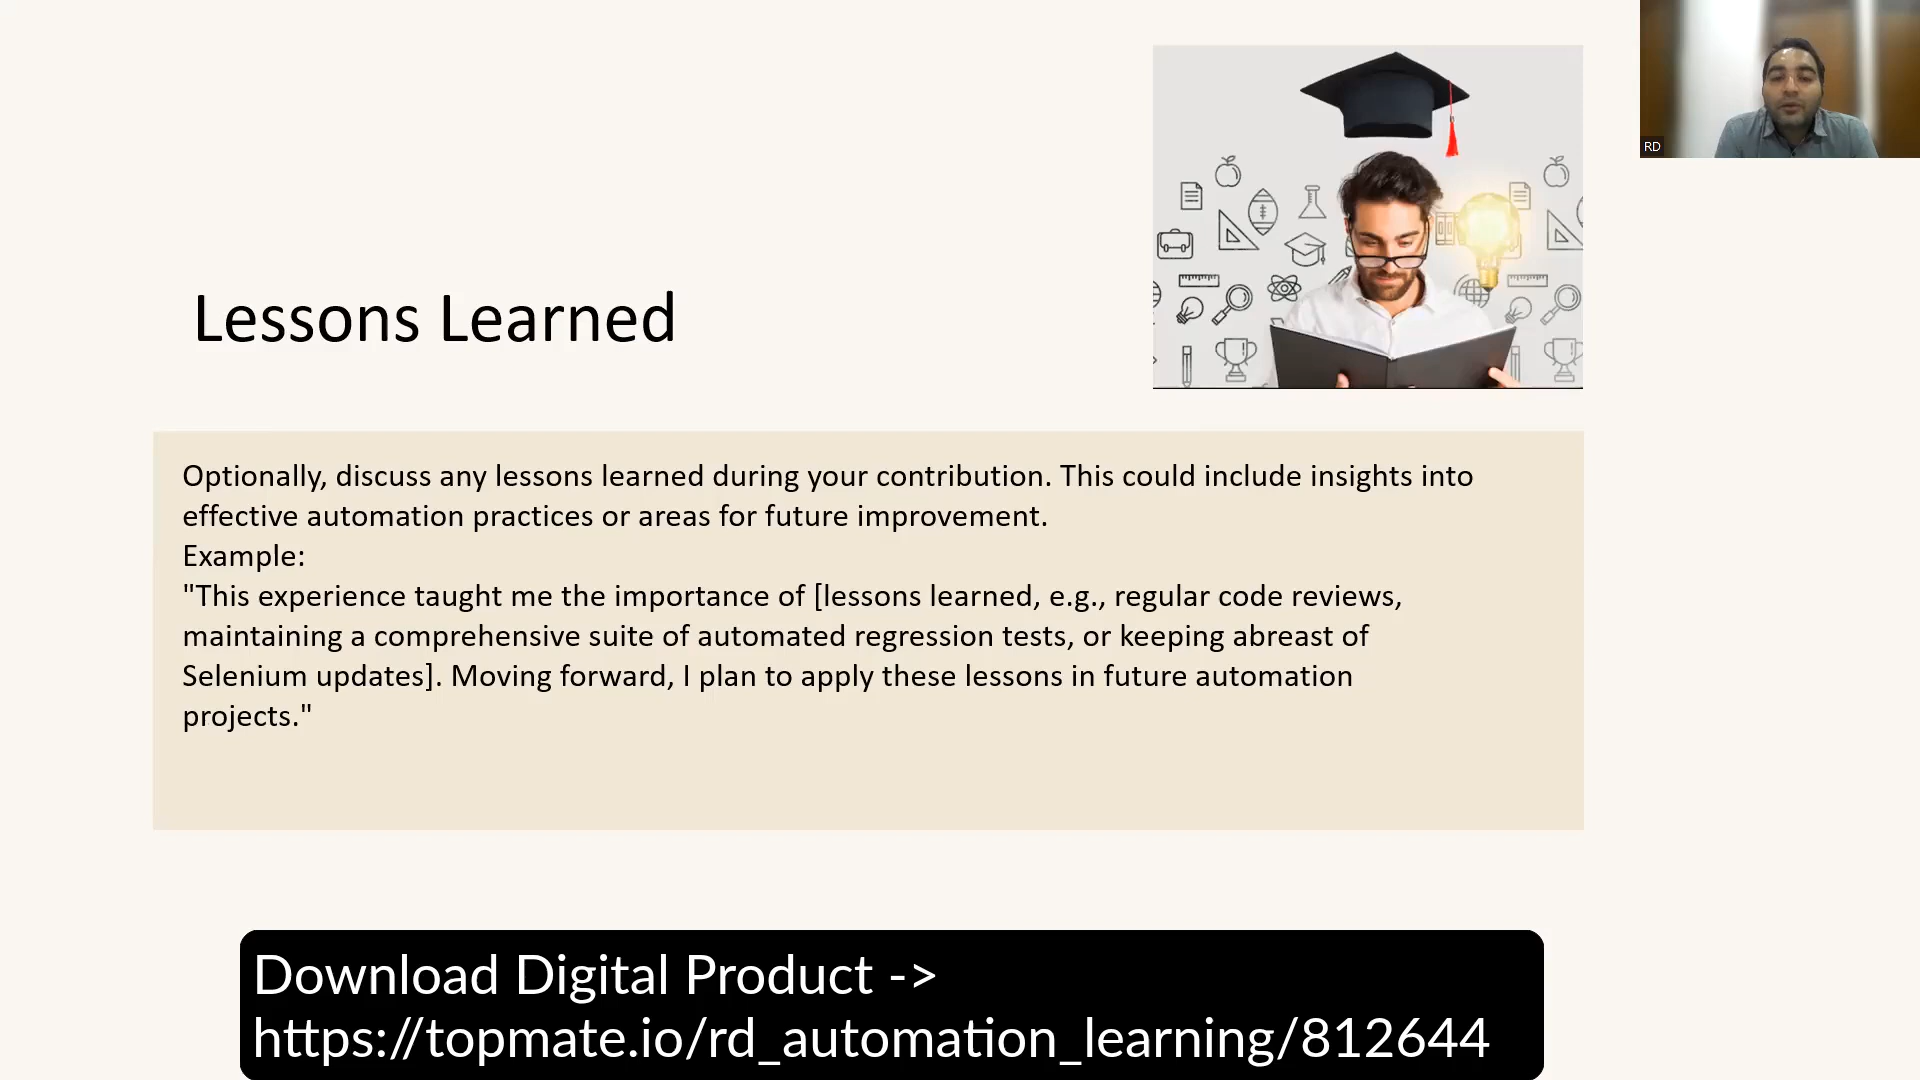 RD
Lessons Learned
Optionally, discuss any lessons learned during your contribution. This could include insights into
effective automation practices or areas for future improvement.
Example:
"This experience taught me the importance of [lessons learned, e.g., regular code reviews,
maintaining a comprehensive suite of automated regression tests, or keeping abreast of
Selenium updates]. Moving forward, I plan to apply these lessons in future automation
projects."
Download Digital Product ->
https://topmate.io/rd_automation_learning/812644